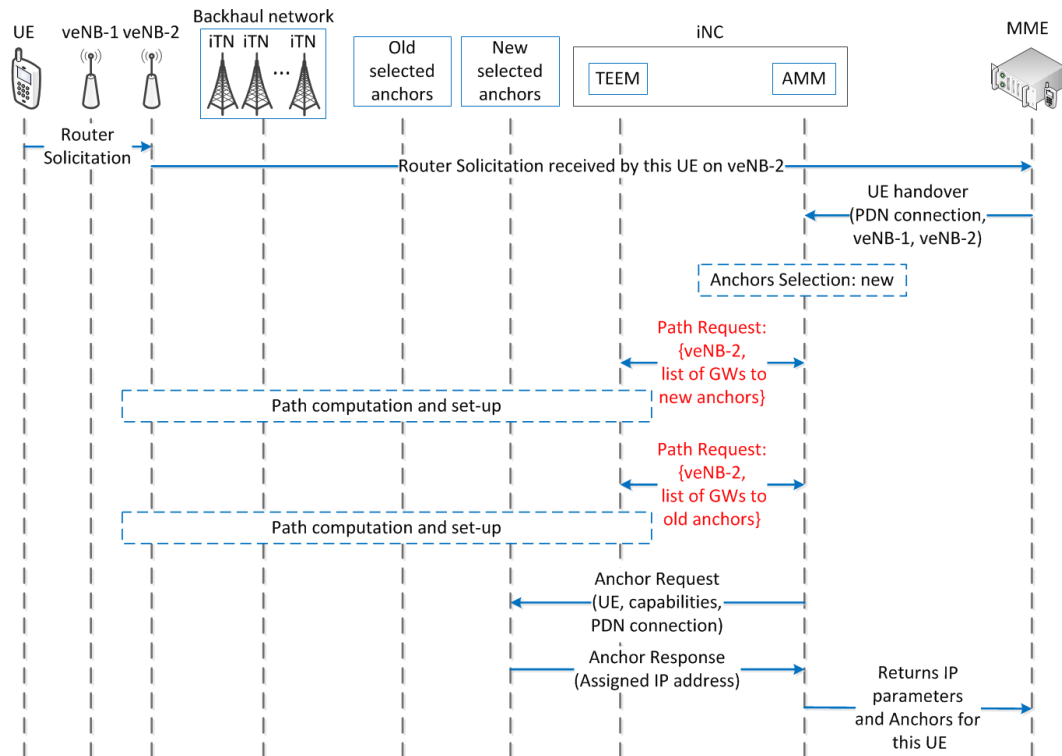 Backhaul network
UE
veNB-1
veNB-2
iTN
iTN
...
iTN
Old
selected
anchors
New
selected
anchors
iNC
TEEM
AMM
MME
Router
Solicitation
Router Solicitation received by this UE on veNB-2
UE handover
(PDN connection,
veNB-1, veNB-2)
Anchors Selection: new
Path Request:
{veNB-2,
list of GWs to
new anchors}
Path computation and set-up
Path Request:
{veNB-2,
list of GWs to
old anchors}
Path computation and set-up
Anchor Request
(UE, capabilities,
PDN connection)
Anchor Response
(Assigned IP address)
Returns IP
parameters
and Anchors for
this UE